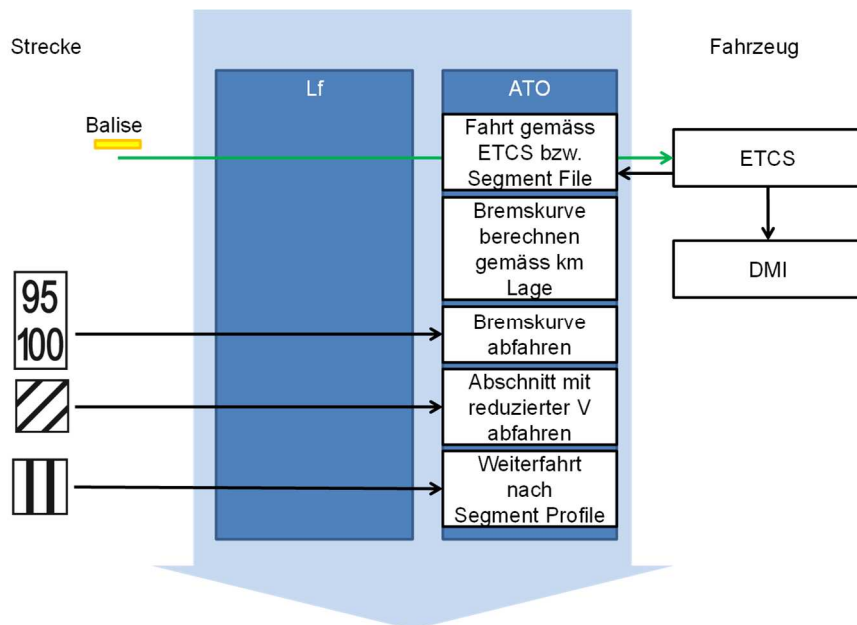 Strecke
Fahrzeug
Lf
ATO
Balise
Fahrt gemäss
ETCS bzw.
Segment File
ETCS
Bremskurve
berechnen
gemäss km
Lage
DMI
95
100
Bremskurve
abfahren
Abschnitt mit
reduzierter V
abfahren
Weiterfahrt
nach
Segment Profile